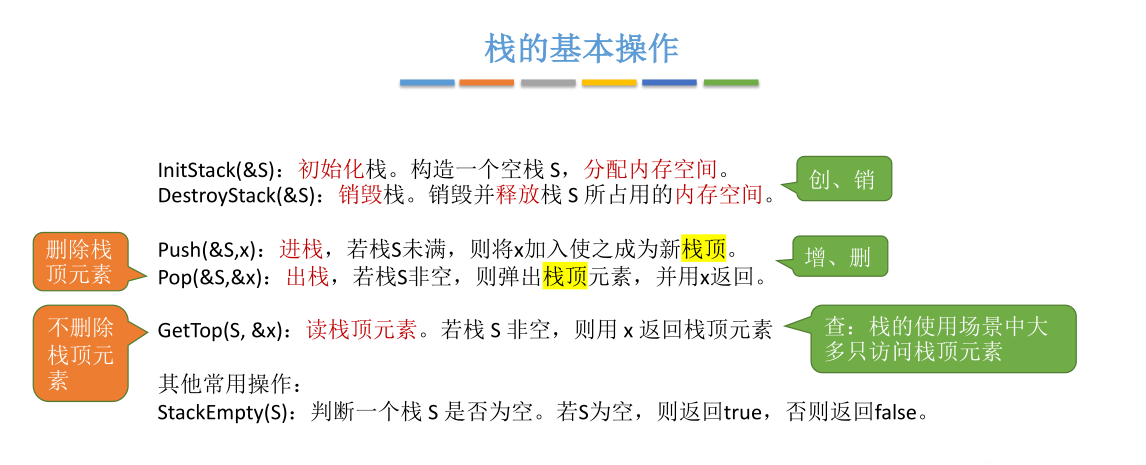 栈的基本操作
InitStack(&S)：初始化栈。构造一个空栈 S，分配内存空间。
DestroyStack(&S)：销毁栈。销毁并释放栈 S 所占用的内存空间。
创、销
删除栈
顶元素
Push(&S,x)：进栈，若栈S未满，则将x加入使之成为新栈顶。
Pop(&S,&x)：出栈，若栈S非空，则弹出栈顶元素，并用x返回。
增、删
不删除
栈顶元
素
GetTop(S, &x)：读栈顶元素。若栈 S 非空，则用 x 返回栈顶元素
查：栈的使用场景中大
多只访问栈顶元素
其他常用操作：
StackEmpty(S)：判断一个栈 S 是否为空。若S为空，则返回true，否则返回false。